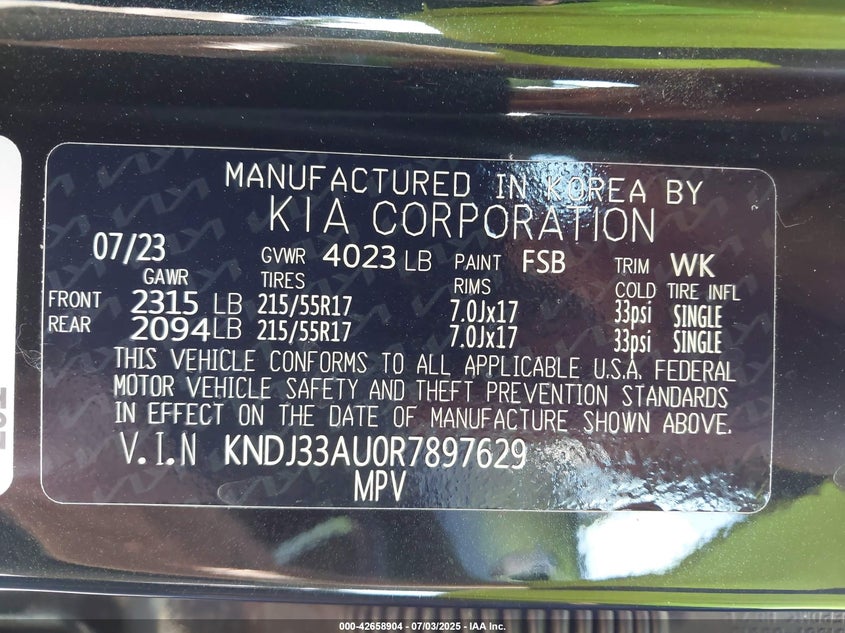 MANUFACTURED IN KOREA BY
KIA CORPORATION
07/23 GVWR 4023 LB PAINT FSB TRIM WK
GAWR TIRES RIMS COLD TIRE INFL
FRONT 2315 LB 215/55R17 7.0Jx17 33psi SINGLE
REAR 2094 LB 215/55R17 7.0Jx17 33psi SINGLE
THIS VEHICLE CONFORMS TO ALL APPLICABLE U.S.A. FEDERAL
MOTOR VEHICLE SAFETY AND THEFT PREVENTION STANDARDS
IN EFFECT ON THE DATE OF MANUFACTURE SHOWN ABOVE.
V.I.N KNDJ33AU0R7897629
MPV
000-42658904 - 07/03/2025 - IAA Inc.